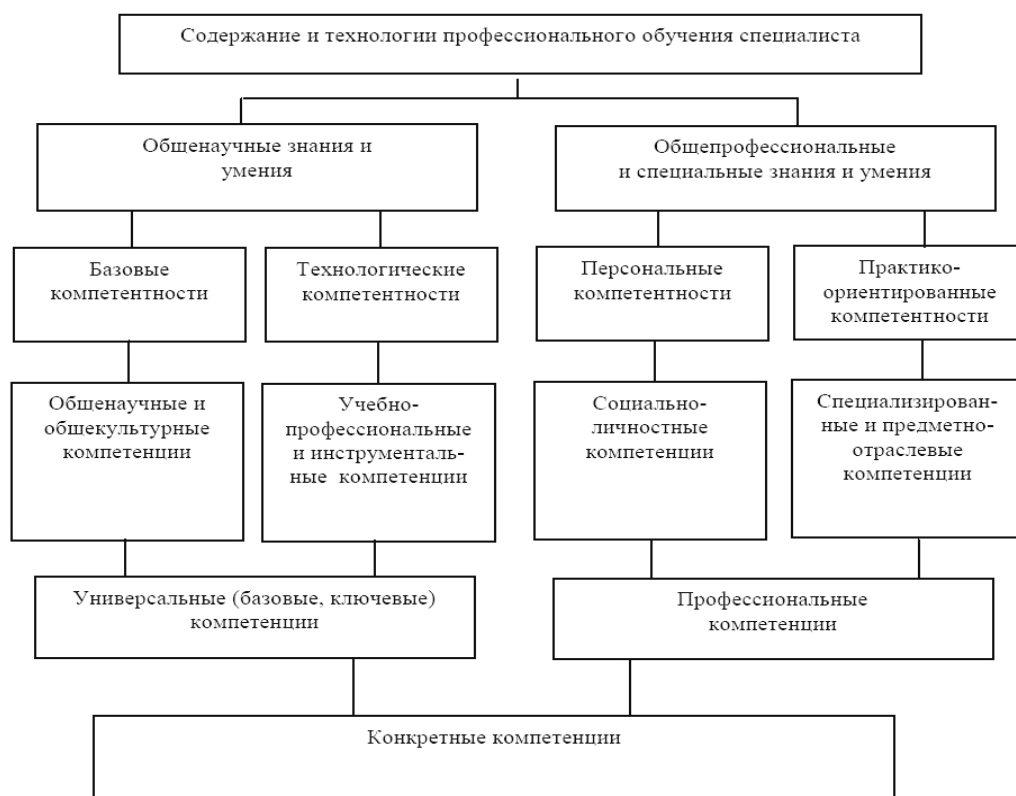 Содержание и технологии профессионального обучения специалиста
Общенаучные знания и
умения
Общепрофессиональные
и специальные знания и умения
Базовые
компетентности
Технологические
компетентности
Персональные
компетентности
Практико-
ориентированные
компетентности
Общенаучные и
общекультурные
компетенции
Учебно-
профессиональные
и инструменталь-
ные компетенции
Социально-
личностные
компетенции
Специализирован-
ные и предметно-
отраслевые
компетенции
Универсальные (базовые, ключевые)
компетенции
Профессиональные
компетенции
Конкретные компетенции